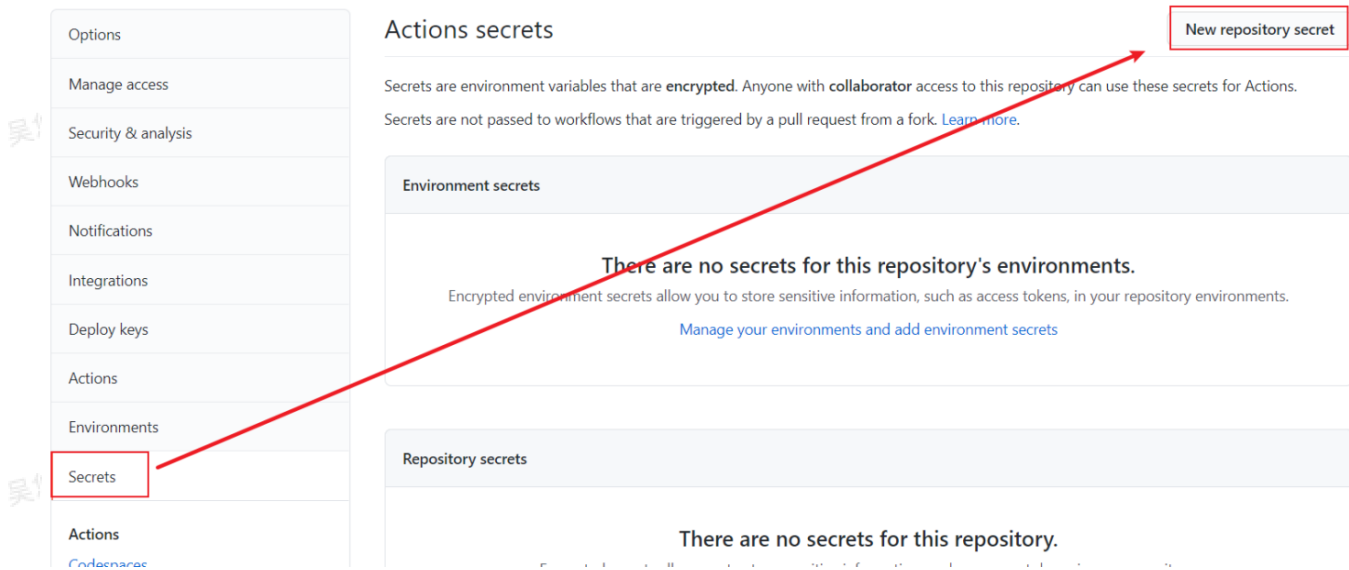 Options
Manage access
Security & analysis
Webhooks
Notifications
Integrations
Deploy keys
Actions
Environments
Secrets
Actions
Codespaces
Actions secrets
New repository secret
Secrets are environment variables that are encrypted. Anyone with collaborator access to this repository can use these secrets for Actions.
Secrets are not passed to workflows that are triggered by a pull request from a fork. Learn more.
Environment secrets
There are no secrets for this repository's environments.
Encrypted environment secrets allow you to store sensitive information, such as access tokens, in your repository environments.
Manage your environments and add environment secrets
Repository secrets
There are no secrets for this repository.